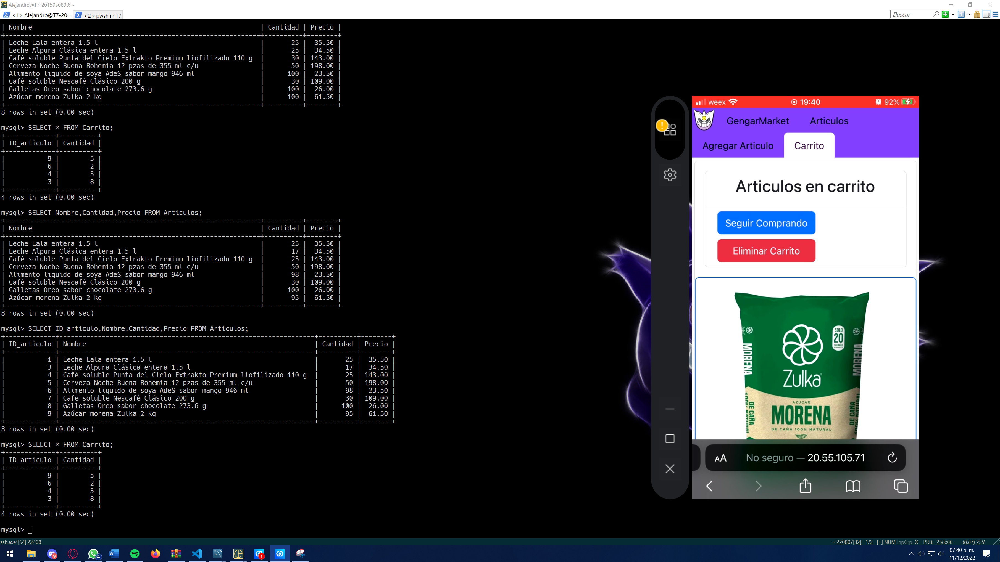 Alejandro@T7-2015030899: ~
<1> Alejandro@T7-20... <2> pwsh in T7
Buscar
| Nombre | Cantidad | Precio |
| Leche Lala entera 1.5 l | 25 | 35.50 |
| Leche Alpura Clásica entera 1.5 l | 25 | 34.50 |
| Café soluble Punta del Cielo Extrakto Premium liofilizado 110 g | 30 | 143.00 |
| Cerveza Noche Buena Bohemia 12 pzas de 355 ml c/u | 50 | 198.00 |
| Alimento liquido de soya AdeS sabor mango 946 ml | 100 | 23.50 |
| Café soluble Nescafé Clásico 200 g | 30 | 109.00 |
| Galletas Oreo sabor chocolate 273.6 g | 100 | 26.00 |
| Azúcar morena Zulka 2 kg | 100 | 61.50 |
8 rows in set (0.00 sec)
mysql> SELECT * FROM Carrito;
| ID_articulo | Cantidad |
| 9 | 5 |
| 6 | 2 |
| 4 | 5 |
| 3 | 8 |
4 rows in set (0.00 sec)
mysql> SELECT Nombre,Cantidad,Precio FROM Articulos;
| Nombre | Cantidad | Precio |
| Leche Lala entera 1.5 l | 25 | 35.50 |
| Leche Alpura Clásica entera 1.5 l | 17 | 34.50 |
| Café soluble Punta del Cielo Extrakto Premium liofilizado 110 g | 25 | 143.00 |
| Cerveza Noche Buena Bohemia 12 pzas de 355 ml c/u | 50 | 198.00 |
| Alimento liquido de soya AdeS sabor mango 946 ml | 98 | 23.50 |
| Café soluble Nescafé Clásico 200 g | 30 | 109.00 |
| Galletas Oreo sabor chocolate 273.6 g | 100 | 26.00 |
| Azúcar morena Zulka 2 kg | 95 | 61.50 |
8 rows in set (0.00 sec)
mysql> SELECT ID_articulo,Nombre,Cantidad,Precio FROM Articulos;
| ID_articulo | Nombre | Cantidad | Precio |
| 1 | Leche Lala entera 1.5 l | 25 | 35.50 |
| 3 | Leche Alpura Clásica entera 1.5 l | 17 | 34.50 |
| 4 | Café soluble Punta del Cielo Extrakto Premium liofilizado 110 g | 25 | 143.00 |
| 5 | Cerveza Noche Buena Bohemia 12 pzas de 355 ml c/u | 50 | 198.00 |
| 6 | Alimento liquido de soya AdeS sabor mango 946 ml | 98 | 23.50 |
| 7 | Café soluble Nescafé Clásico 200 g | 30 | 109.00 |
| 8 | Galletas Oreo sabor chocolate 273.6 g | 100 | 26.00 |
| 9 | Azúcar morena Zulka 2 kg | 95 | 61.50 |
8 rows in set (0.00 sec)
mysql> SELECT * FROM Carrito;
| ID_articulo | Cantidad |
| 9 | 5 |
| 6 | 2 |
| 4 | 5 |
| 3 | 8 |
4 rows in set (0.00 sec)
mysql>
weex 19:40 92%
GengarMarket Articulos
Agregar Articulo Carrito
Articulos en carrito
Seguir Comprando
Eliminar Carrito
SOLO
20
CALORÍAS
MORENA
MORENA
Zulka
AZÚCAR
MORENA
DE CAÑA 100% NATURAL
DE CAÑA
100% NATURAL
DE CAÑA
100% NATURAL
AA No seguro — 20.55.105.71
ssh.exe*[64]:22408 « 220807[32] 1/2 [+] NUM InpGrp X PRI↕ 258x66 (8,87) 25V
9 4 1
07:40 p. m.
11/12/2022